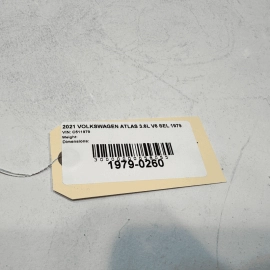 2021 VOLKSWAGEN ATLAS 3.6L V6 SEL 1979
VIN: 
Weight:
Dimensions:
1979-0260